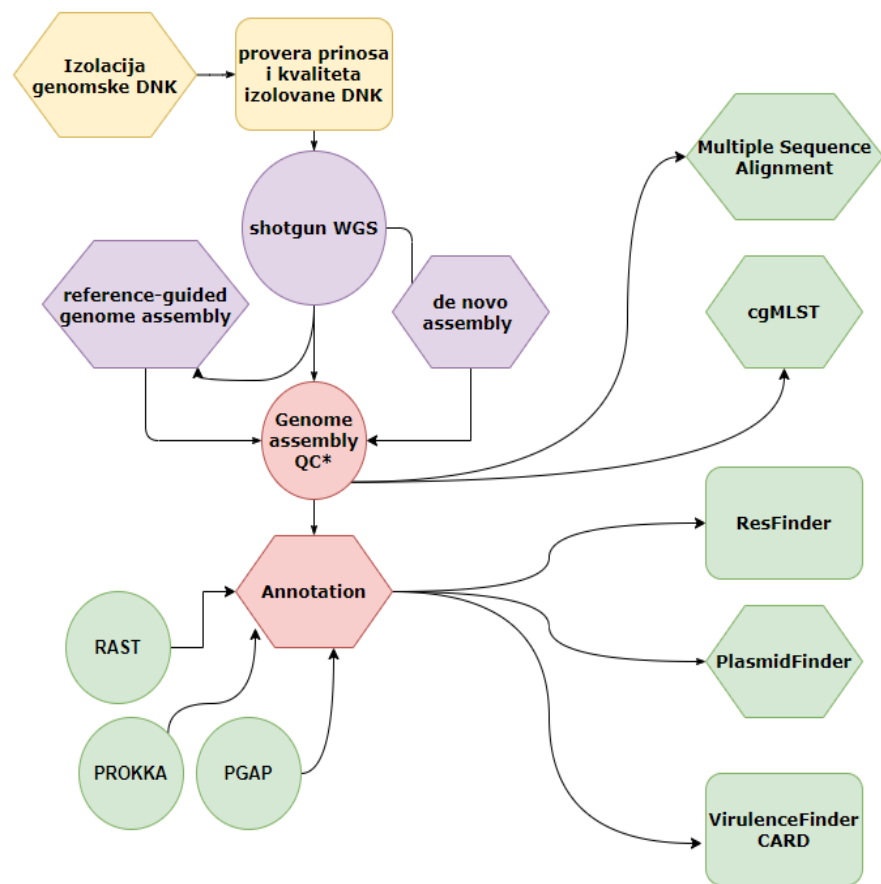 Izolacija
genomske DNK
provera prinosa
i kvaliteta
izolovane DNK
Multiple Sequence
Alignment
shotgun WGS
reference-guided
genome assembly
de novo
assembly
cgMLST
Genome
assembly
QC*
ResFinder
Annotation
RAST
PlasmidFinder
PROKKA
PGAP
VirulenceFinder
CARD